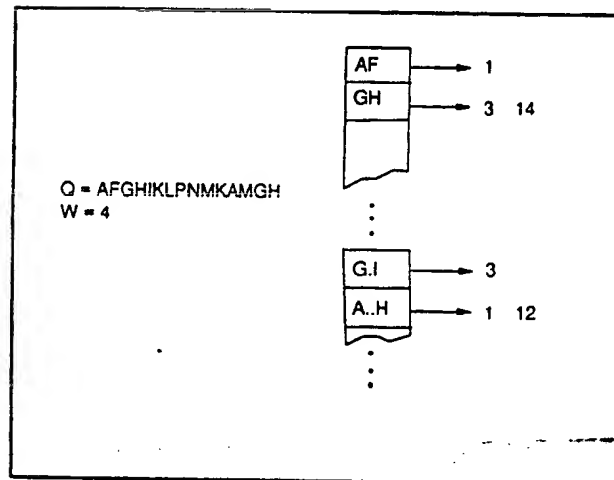 AF 1
GH 3 14
Q = AFGHIKLPNMKAMGH
W = 4
G.I 3
A..H 1 12